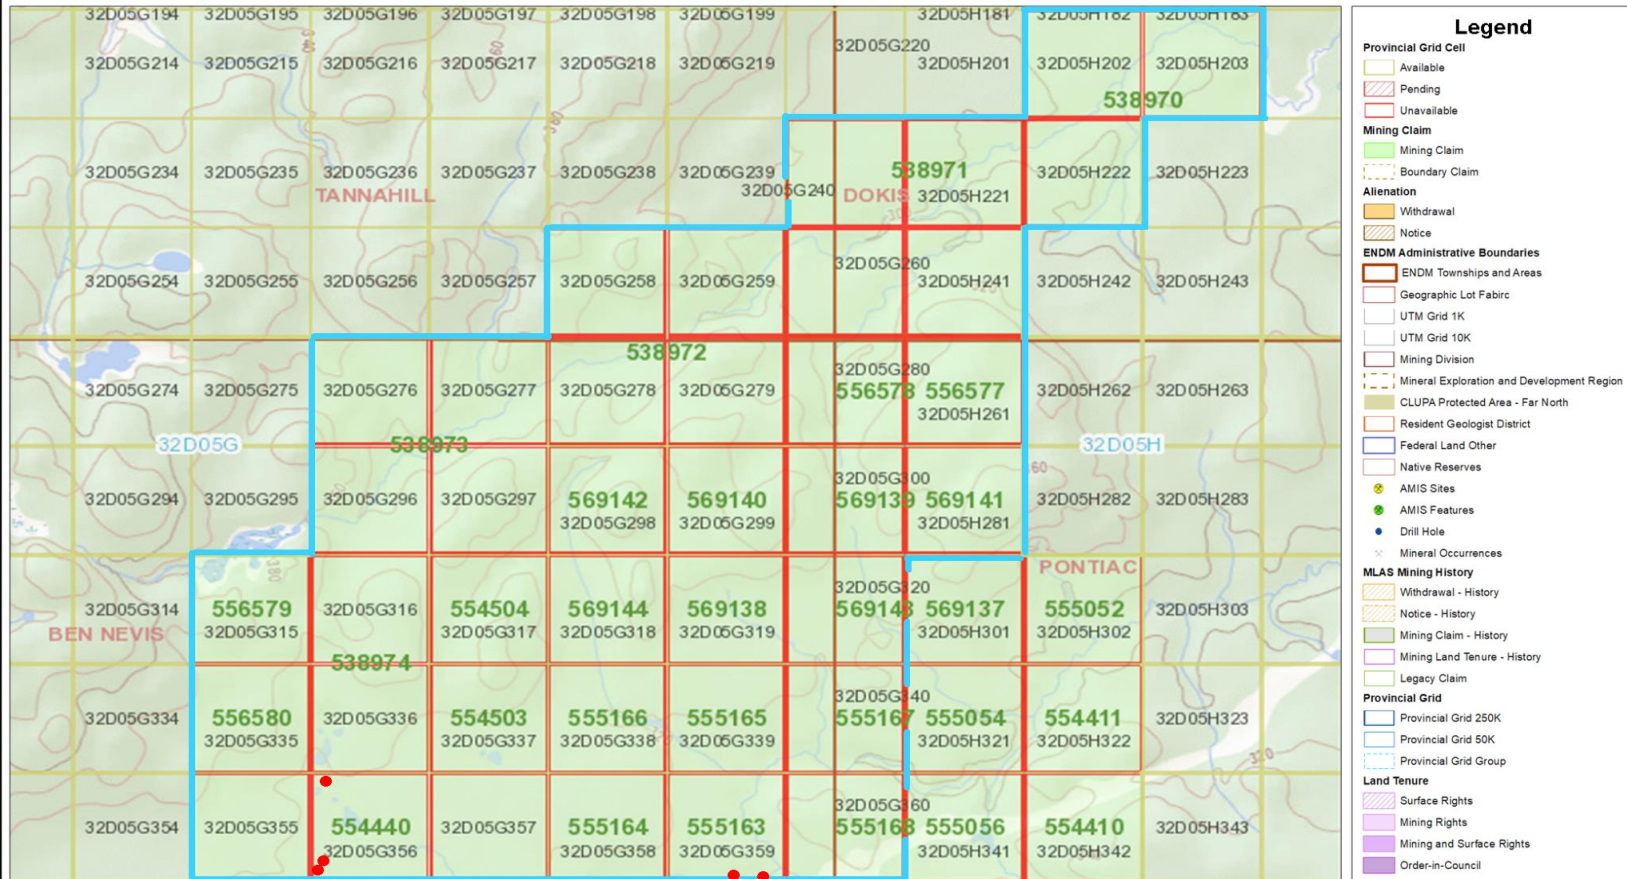 32D05G194 32D05G195 32D05G196 32D05G197 32D05G198 32D05G199 32D05H181 32D05H182 32D05H183
340
360
32D05G220
32D05G214 32D05G215 32D05G216 32D05G217 32D05G218 32D05G219 32D05H201 32D05H202 32D05H203
538970
380
538971
32D05G234 32D05G235 32D05G236 32D05G237 32D05G238 32D05G239 32D05H222 32D05H223
TANNAHILL 32D05G240 DOKIS 32D05H221
300
32D05G260
32D05G254 32D05G255 32D05G256 32D05G257 32D05G258 32D05G259 32D05H241 32D05H242 32D05H243
320
538972
32D05G280
32D05G274 32D05G275 32D05G276 32D05G277 32D05G278 32D05G279 556578 556577 32D05H262 32D05H263
32D05H261
32D05G 538973 32D05H
360
32D05G300
32D05G294 32D05G295 32D05G296 32D05G297 569142 569140 569139 569141 32D05H282 32D05H283
32D05G298 32D05G299 32D05H281
380
PONTIAC
32D05G320
32D05G314 556579 32D05G316 554504 569144 569138 569143 569137 555052 32D05H303
BEN NEVIS 32D05G315 32D05G317 32D05G318 32D05G319 32D05H301 32D05H302
538974
32D05G340
32D05G334 556580 32D05G336 554503 555166 555165 555167 555054 554411 32D05H323
32D05G335 32D05G337 32D05G338 32D05G339 32D05H321 32D05H322
320
32D05G360
32D05G354 32D05G355 554440 32D05G357 555164 555163 555168 555056 554410 32D05H343
32D05G356 32D05G358 32D05G359 32D05H341 32D05H342
Legend
Provincial Grid Cell
Available
Pending
Unavailable
Mining Claim
Mining Claim
Boundary Claim
Alienation
Withdrawal
Notice
ENDM Administrative Boundaries
ENDM Townships and Areas
Geographic Lot Fabirc
UTM Grid 1K
UTM Grid 10K
Mining Division
Mineral Exploration and Development Region
CLUPA Protected Area - Far North
Resident Geologist District
Federal Land Other
Native Reserves
AMIS Sites
AMIS Features
Drill Hole
Mineral Occurrences
MLAS Mining History
Withdrawal - History
Notice - History
Mining Claim - History
Mining Land Tenure - History
Legacy Claim
Provincial Grid
Provincial Grid 250K
Provincial Grid 50K
Provincial Grid Group
Land Tenure
Surface Rights
Mining Rights
Mining and Surface Rights
Order-in-Council